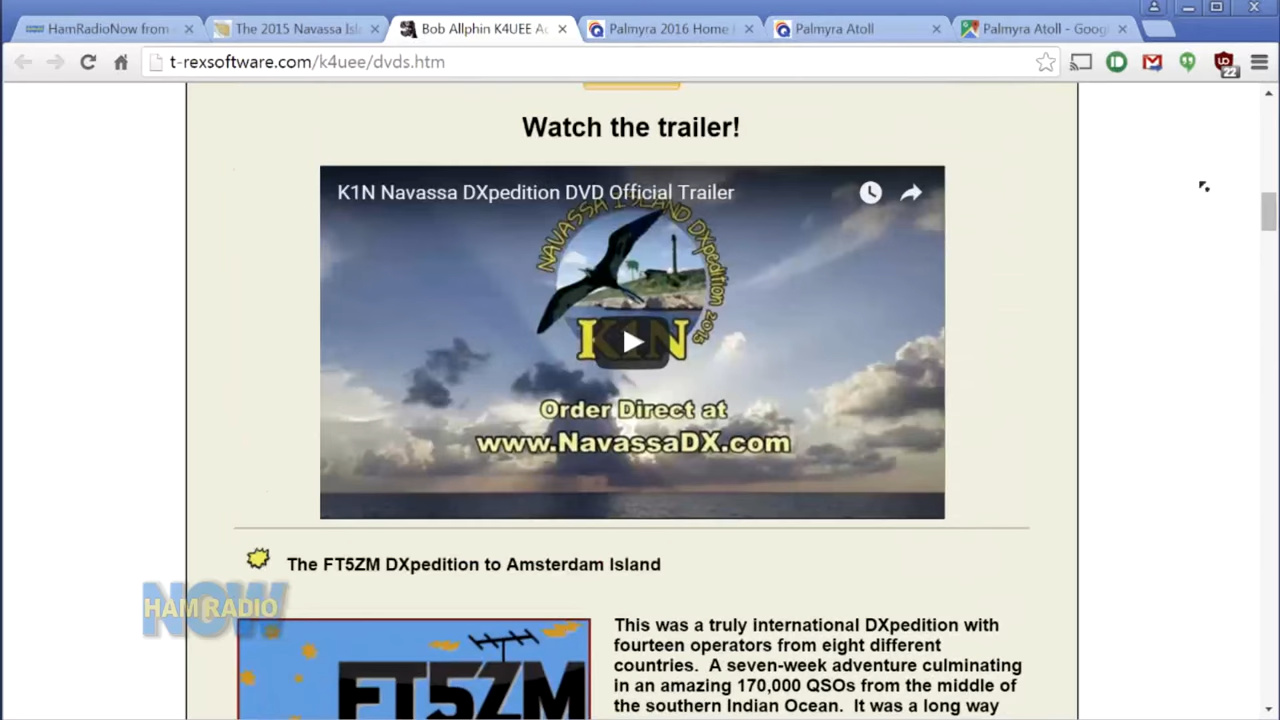 HamRadioNow from
The 2015 Navassa Isl
Bob Allphin K4UEE Ac
Palmyra 2016 Home
Palmyra Atoll
Palmyra Atoll - Goog
t-rexsoftware.com/k4uee/dvds.htm
22
Watch the trailer!
K1N Navassa DXpedition DVD Official Trailer
NAVASSA ISLAND DXpedition 2015
K1N
Order Direct at
www.NavassaDX.com
The FT5ZM DXpedition to Amsterdam Island
NOW
HAM RADIO
FT5ZM
This was a truly international DXpedition with
fourteen operators from eight different
countries. A seven-week adventure culminating
in an amazing 170,000 QSOs from the middle of
the southern Indian Ocean. It was a long way